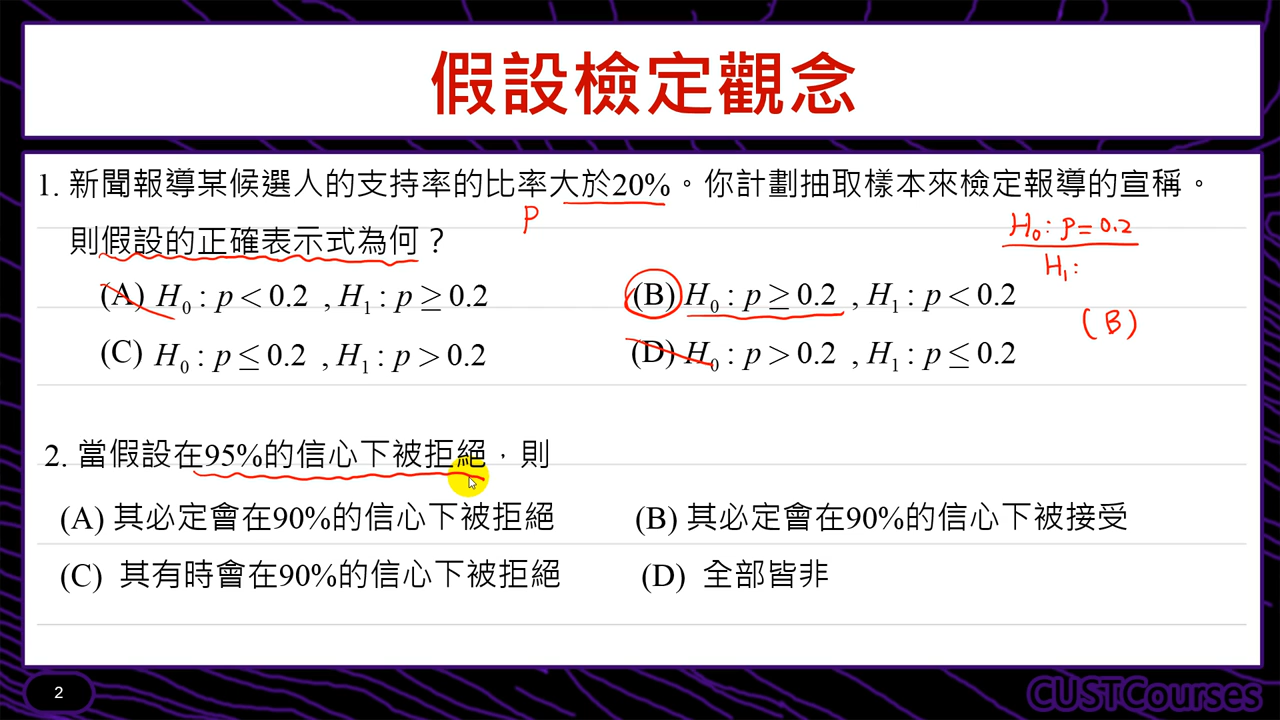 假設檢定觀念
1. 新聞報導某候選人的支持率的比率大於20%。你計劃抽取樣本來檢定報導的宣稱。
p
則假設的正確表示式為何？
H₀: p = 0.2
H₁:
(A) H₀ : p < 0.2 , H₁ : p ≥ 0.2
(B) H₀ : p ≥ 0.2 , H₁ : p < 0.2
(B)
(C) H₀ : p ≤ 0.2 , H₁ : p > 0.2
(D) H₀ : p > 0.2 , H₁ : p ≤ 0.2
2. 當假設在95%的信心下被拒絕，則
(A) 其必定會在90%的信心下被拒絕
(B) 其必定會在90%的信心下被接受
(C) 其有時會在90%的信心下被拒絕
(D) 全部皆非
2
CUSTCourses